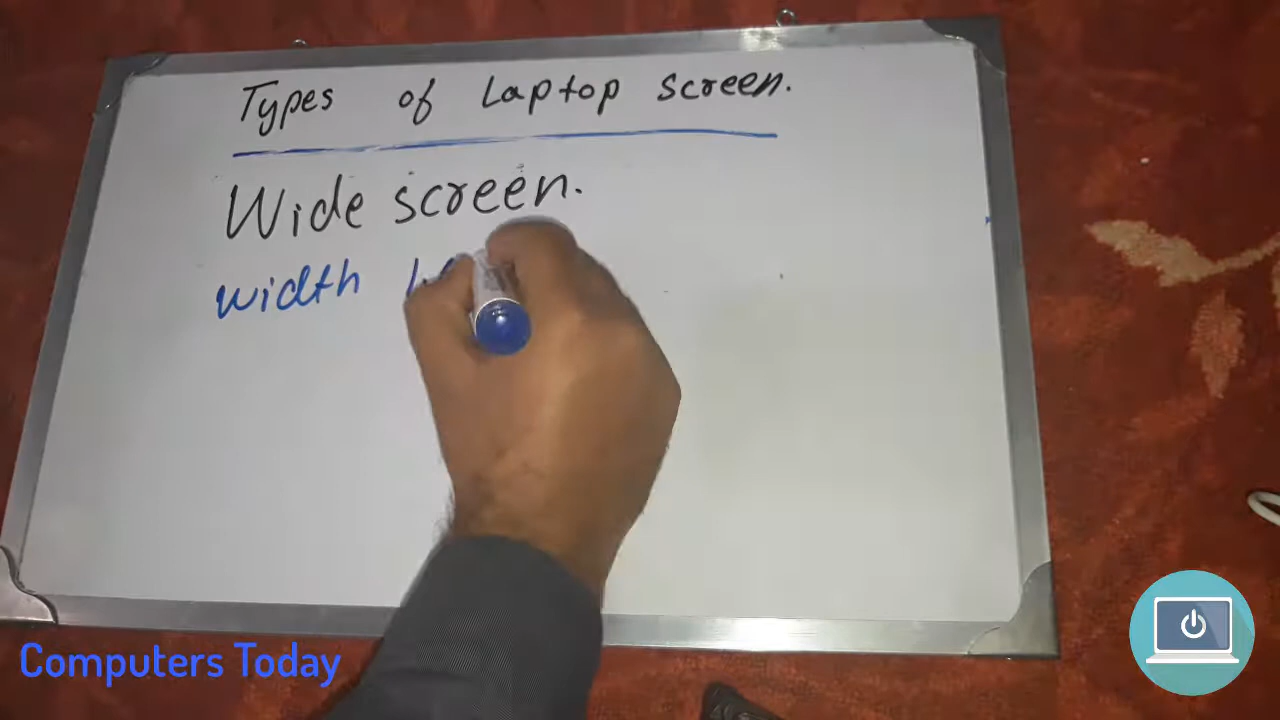 Types of Laptop screen.
Wide screen.
width
Computers Today